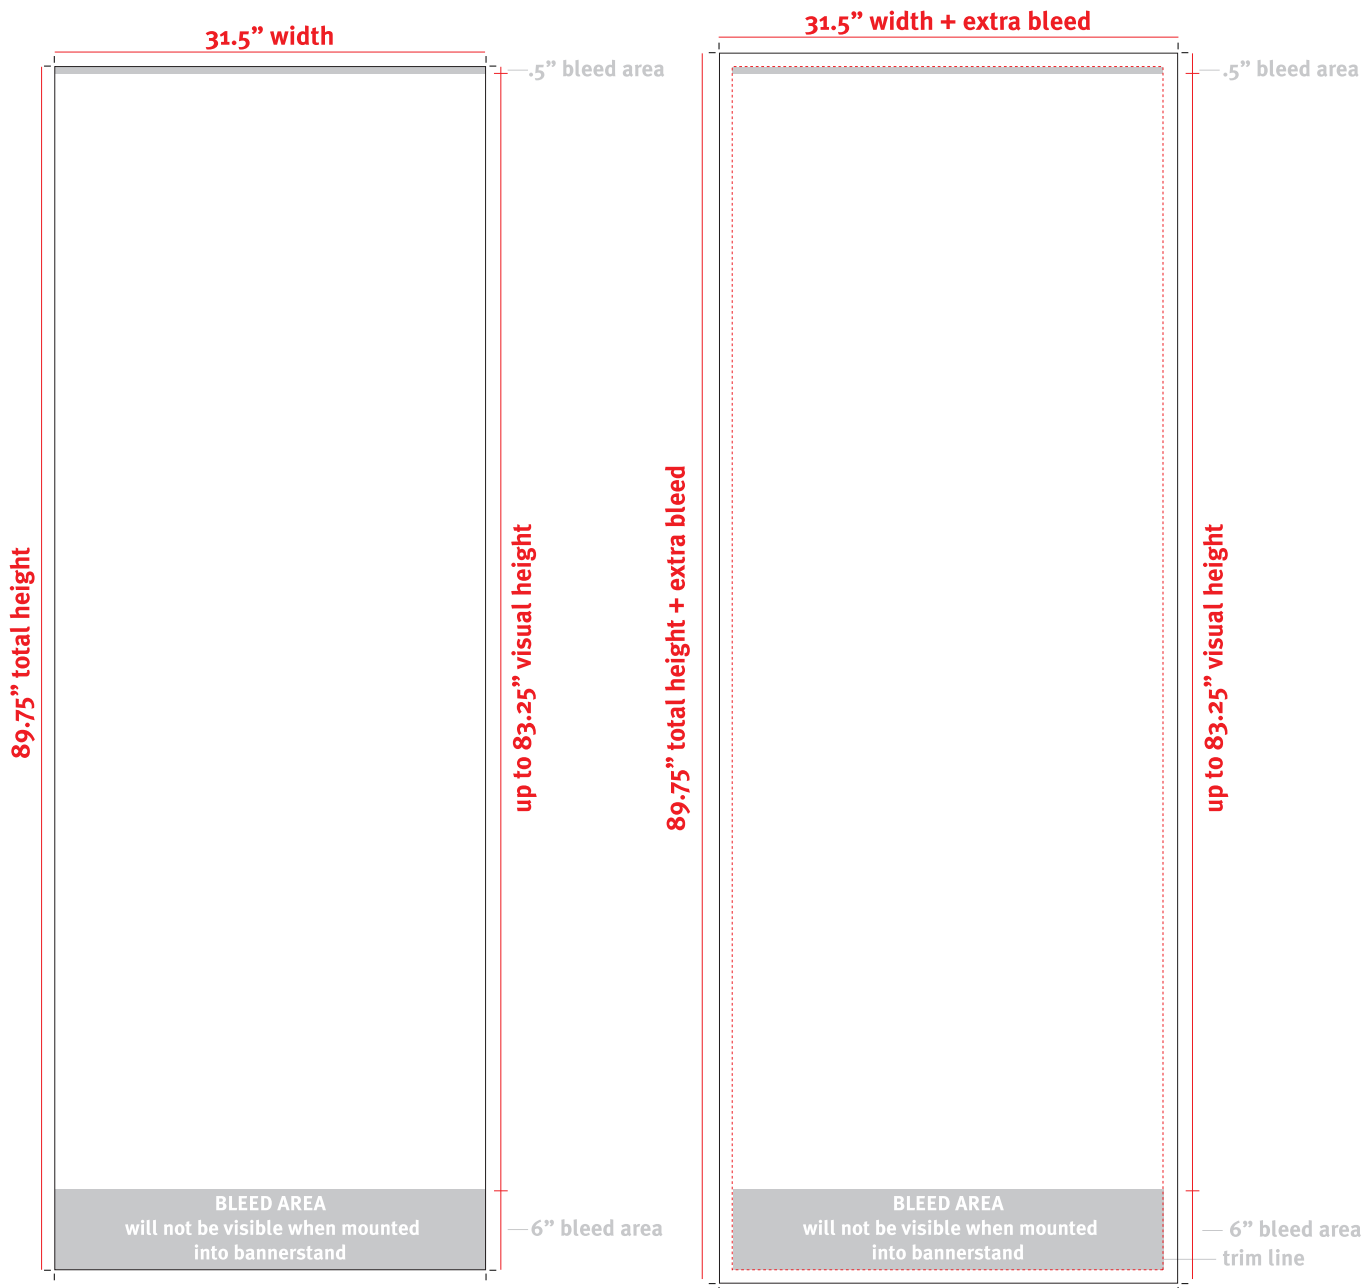 31.5” width
.5” bleed area
89.75” total height
up to 83.25” visual height
BLEED AREA
will not be visible when mounted
into bannerstand
6” bleed area
31.5” width + extra bleed
.5” bleed area
89.75” total height + extra bleed
up to 83.25” visual height
BLEED AREA
will not be visible when mounted
into bannerstand
6” bleed area
trim line